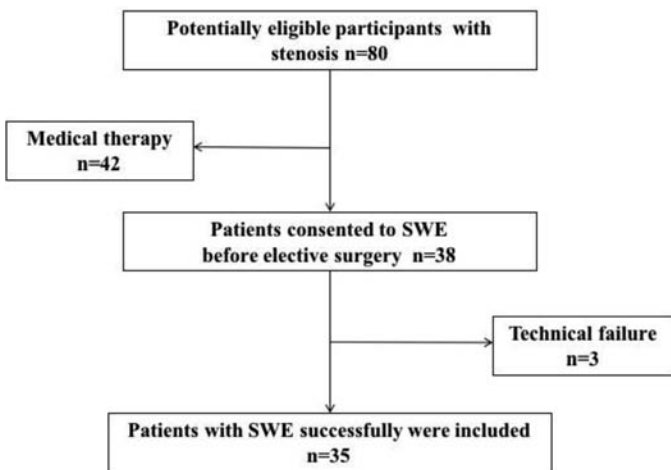 Potentially eligible participants with
stenosis n=80
Medical therapy
n=42
Patients consented to SWE
before elective surgery n=38
Technical failure
n=3
Patients with SWE successfully were included
n=35